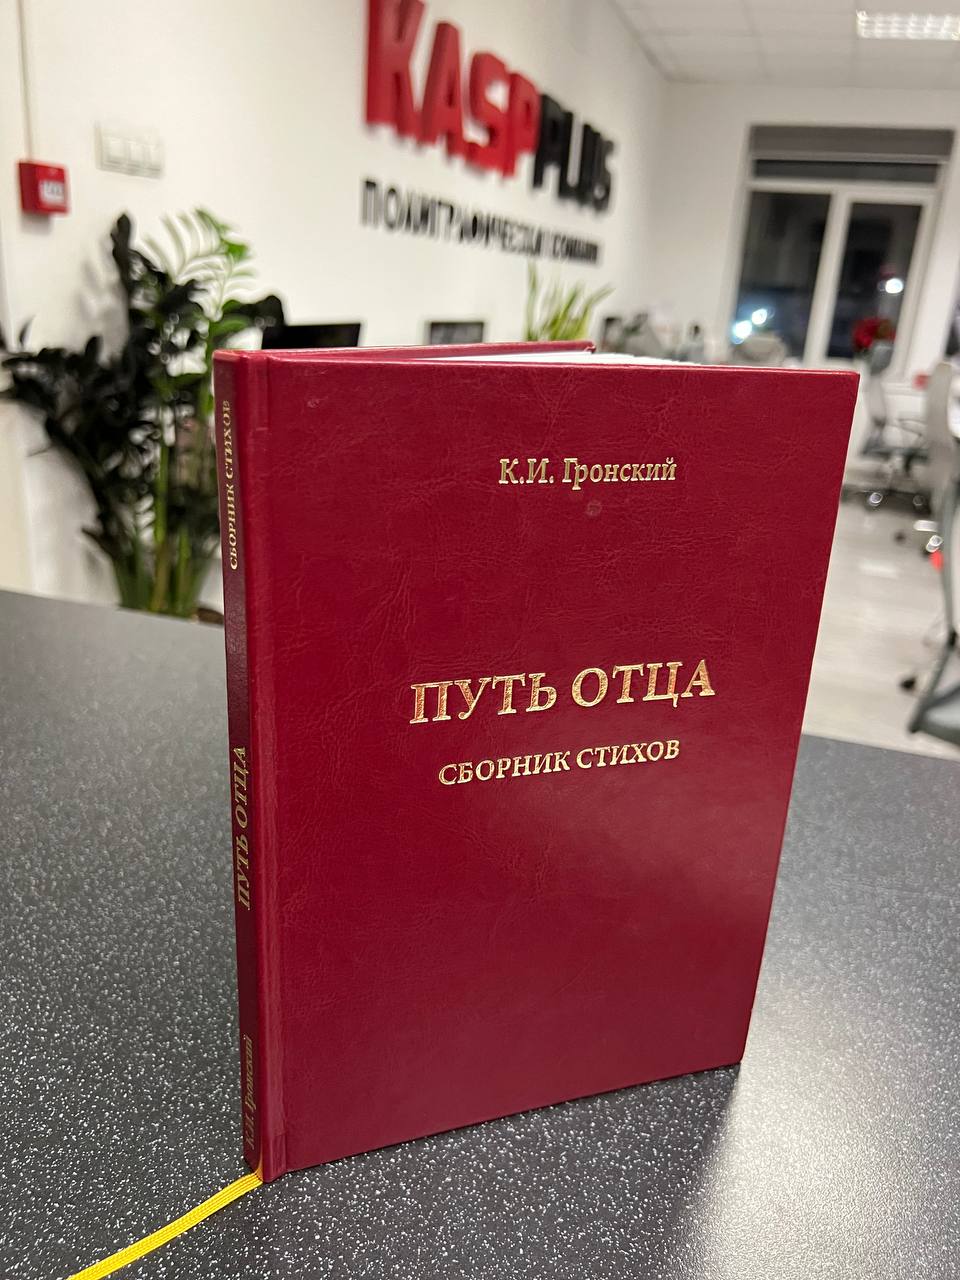 KASPPLUS
ПОЛИГРАФИЧЕСКАЯ КОМПАНИЯ
К.И. Гронский
ПУТЬ ОТЦА
СБОРНИК СТИХОВ
СБОРНИК СТИХОВ
ПУТЬ ОТЦА
К.И. Гронский